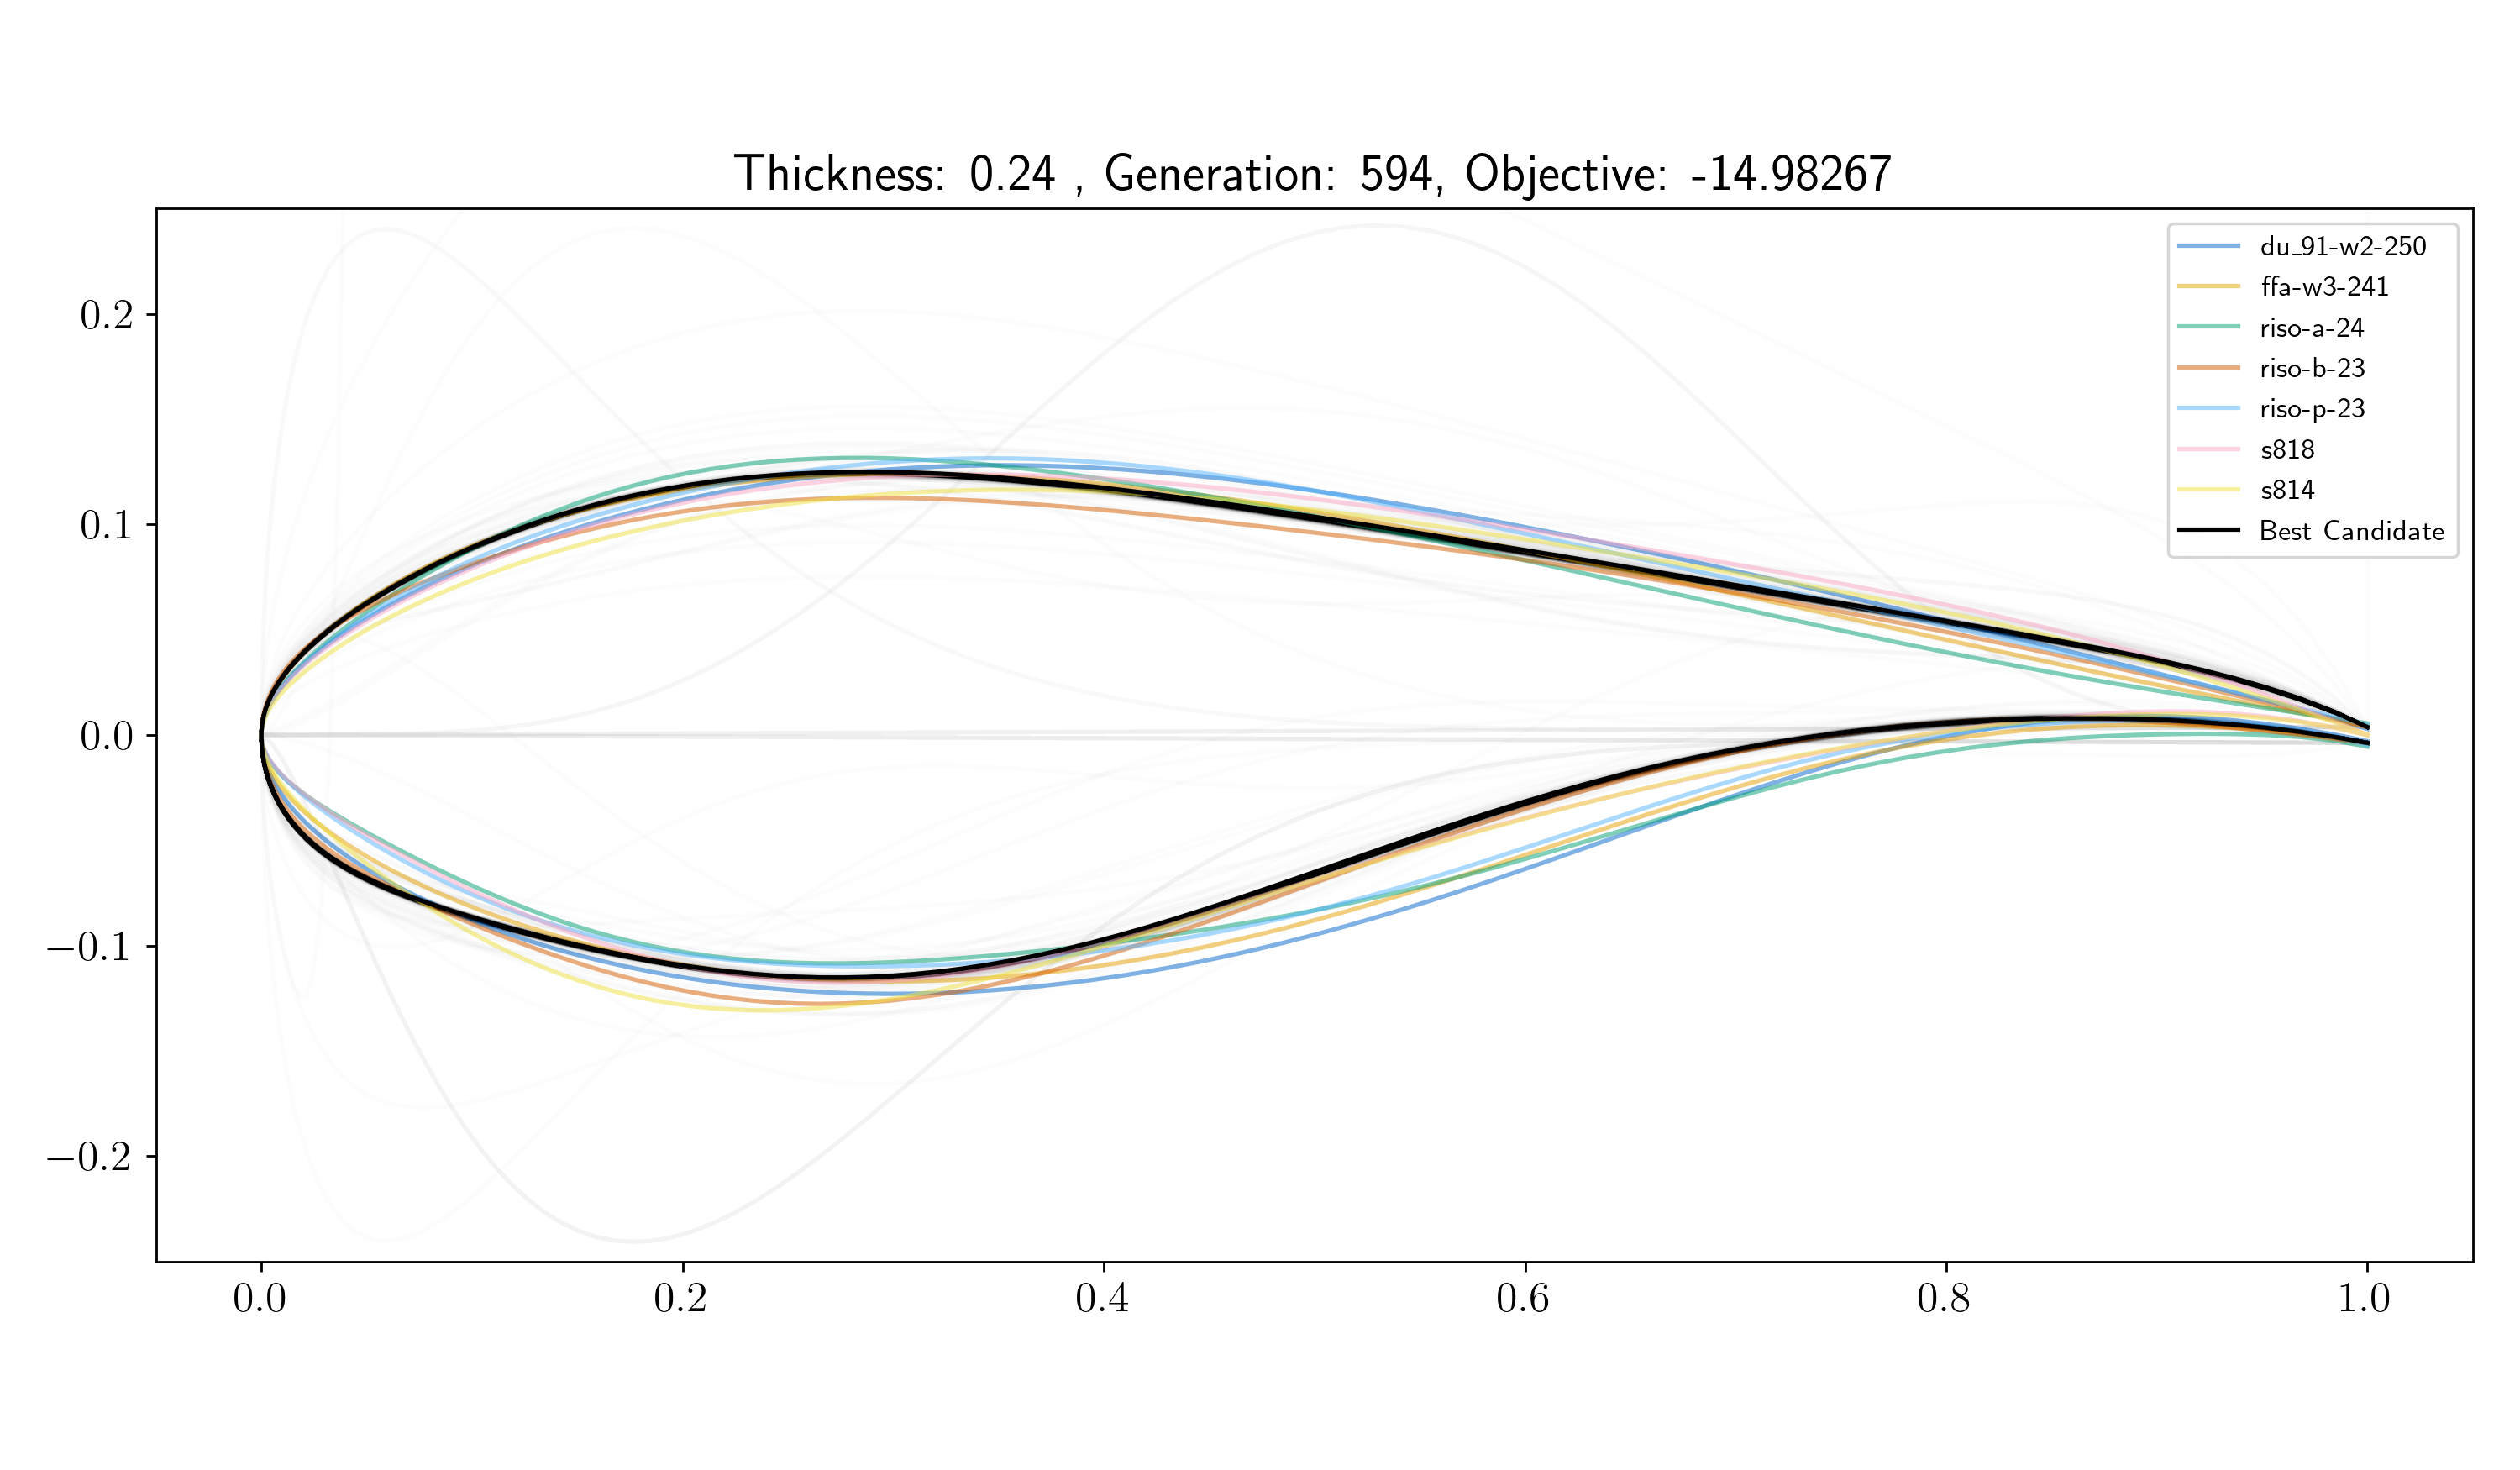 Thickness: 0.24 , Generation: 594, Objective: -14.98267
du_91-w2-250
ffa-w3-241
riso-a-24
riso-b-23
riso-p-23
s818
s814
Best Candidate
0.2
0.1
0.0
−0.1
−0.2
0.0 0.2 0.4 0.6 0.8 1.0